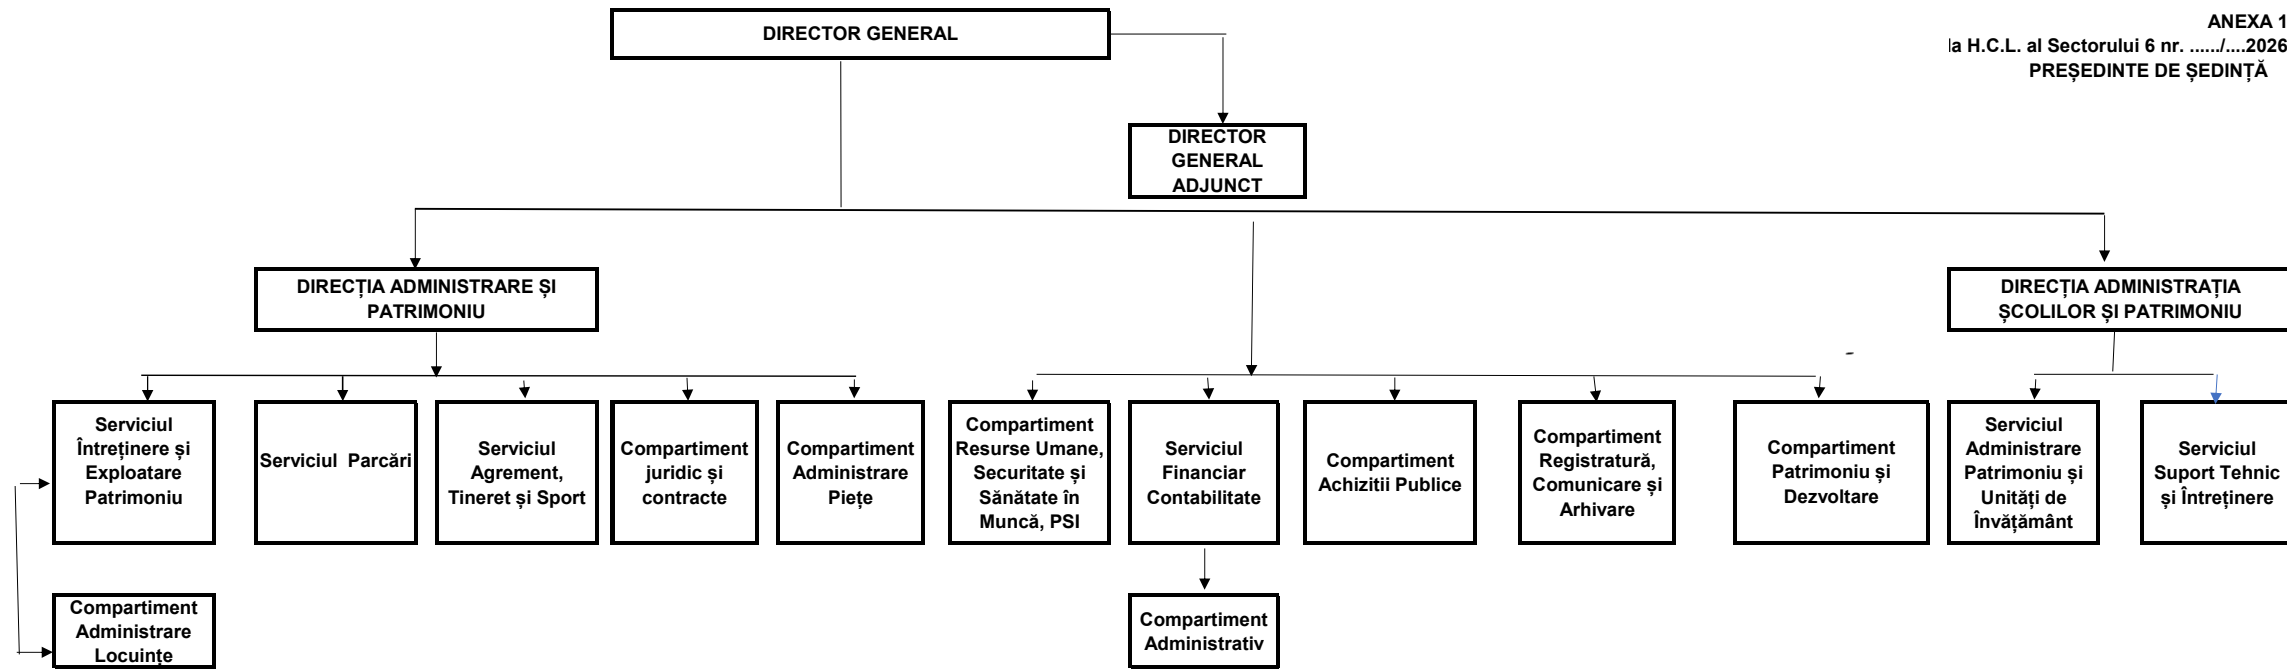 ANEXA 1
la H.C.L. al Sectorului 6 nr. ....../....2026
PREȘEDINTE DE ȘEDINȚĂ
DIRECTOR GENERAL
DIRECTOR
GENERAL
ADJUNCT
DIRECȚIA ADMINISTRARE ȘI
PATRIMONIU
DIRECȚIA ADMINISTRAȚIA
ȘCOLILOR ȘI PATRIMONIU
Serviciul
Întreținere și
Exploatare
Patrimoniu
Serviciul  Parcări
Serviciul
Agrement,
Tineret și Sport
Compartiment
juridic și
contracte
Compartiment
Administrare
Piețe
Compartiment
Resurse Umane,
Securitate și
Sănătate în
Muncă, PSI
Serviciul
Financiar
Contabilitate
Compartiment
Achizitii Publice
Compartiment
Registratură,
Comunicare și
Arhivare
Compartiment
Patrimoniu și
Dezvoltare
Serviciul
Administrare
Patrimoniu și
Unități de
Învățământ
Serviciul
Suport Tehnic
și Întreținere
Compartiment
Administrare
Locuințe
Compartiment
Administrativ